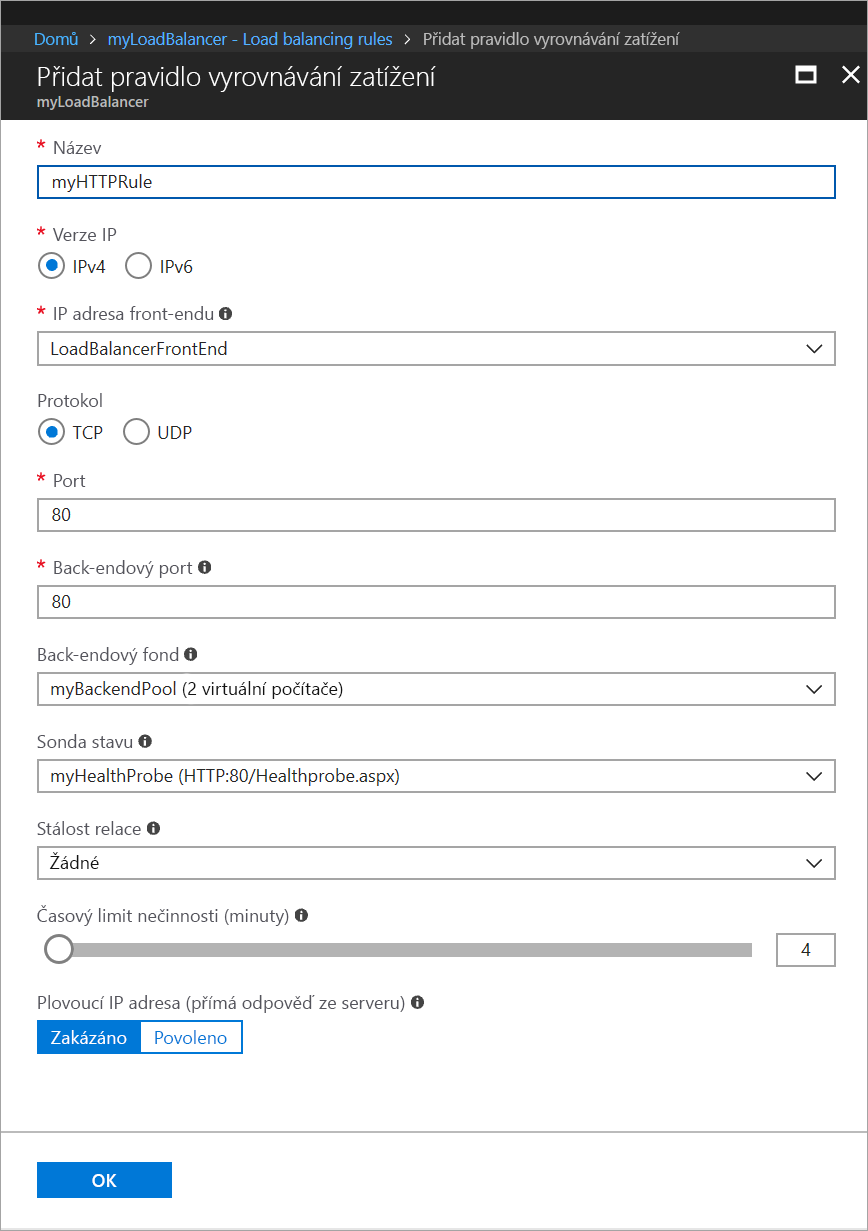 Domů > myLoadBalancer - Load balancing rules > Přidat pravidlo vyrovnávání zatížení
Přidat pravidlo vyrovnávání zatížení
myLoadBalancer
* Název
myHTTPRule
* Verze IP
IPv4 IPv6
* IP adresa front-endu
LoadBalancerFrontEnd
Protokol
TCP UDP
* Port
80
* Back-endový port
80
Back-endový fond
myBackendPool (2 virtuální počítače)
Sonda stavu
myHealthProbe (HTTP:80/Healthprobe.aspx)
Stálost relace
Žádné
Časový limit nečinnosti (minuty)
4
Plovoucí IP adresa (přímá odpověď ze serveru)
Zakázáno Povoleno
OK